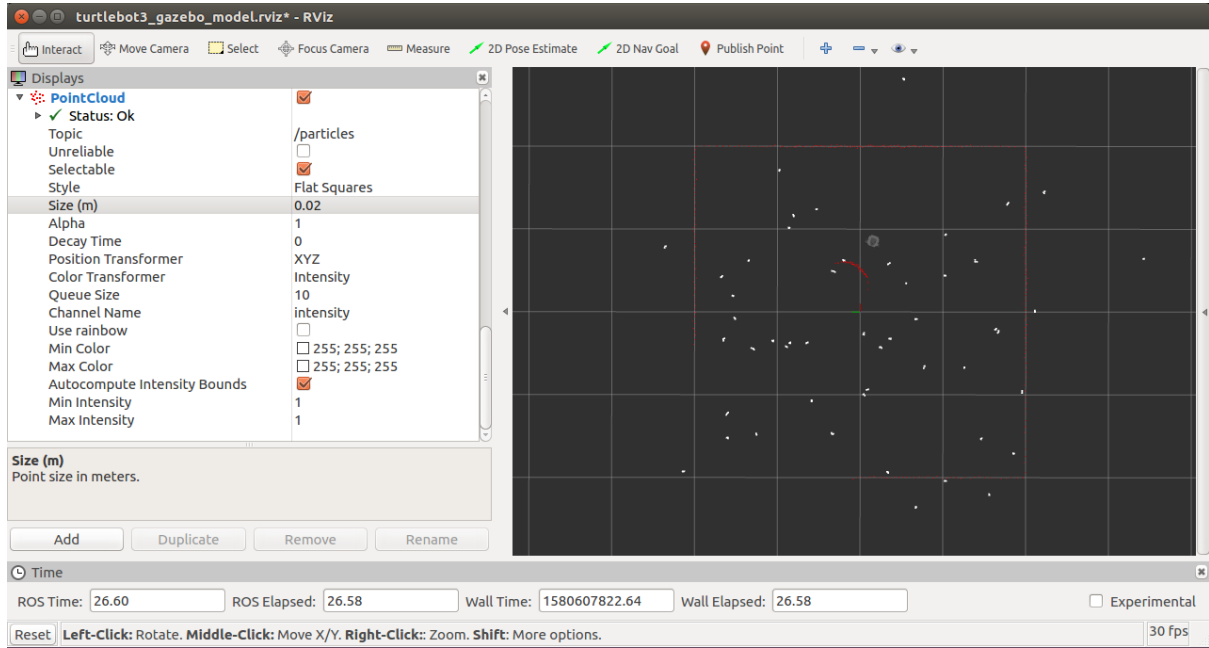 turtlebot3_gazebo_model.rviz* - RViz
Interact Move Camera Select Focus Camera Measure 2D Pose Estimate 2D Nav Goal Publish Point
Displays
PointCloud
Status: Ok
Topic /particles
Unreliable
Selectable
Style Flat Squares
Size (m) 0.02
Alpha 1
Decay Time 0
Position Transformer XYZ
Color Transformer Intensity
Queue Size 10
Channel Name intensity
Use rainbow
Min Color 255; 255; 255
Max Color 255; 255; 255
Autocompute Intensity Bounds
Min Intensity 1
Max Intensity 1
Size (m)
Point size in meters.
Add Duplicate Remove Rename
Time
ROS Time: 26.60 ROS Elapsed: 26.58 Wall Time: 1580607822.64 Wall Elapsed: 26.58 Experimental
Reset Left-Click: Rotate. Middle-Click: Move X/Y. Right-Click:: Zoom. Shift: More options. 30 fps